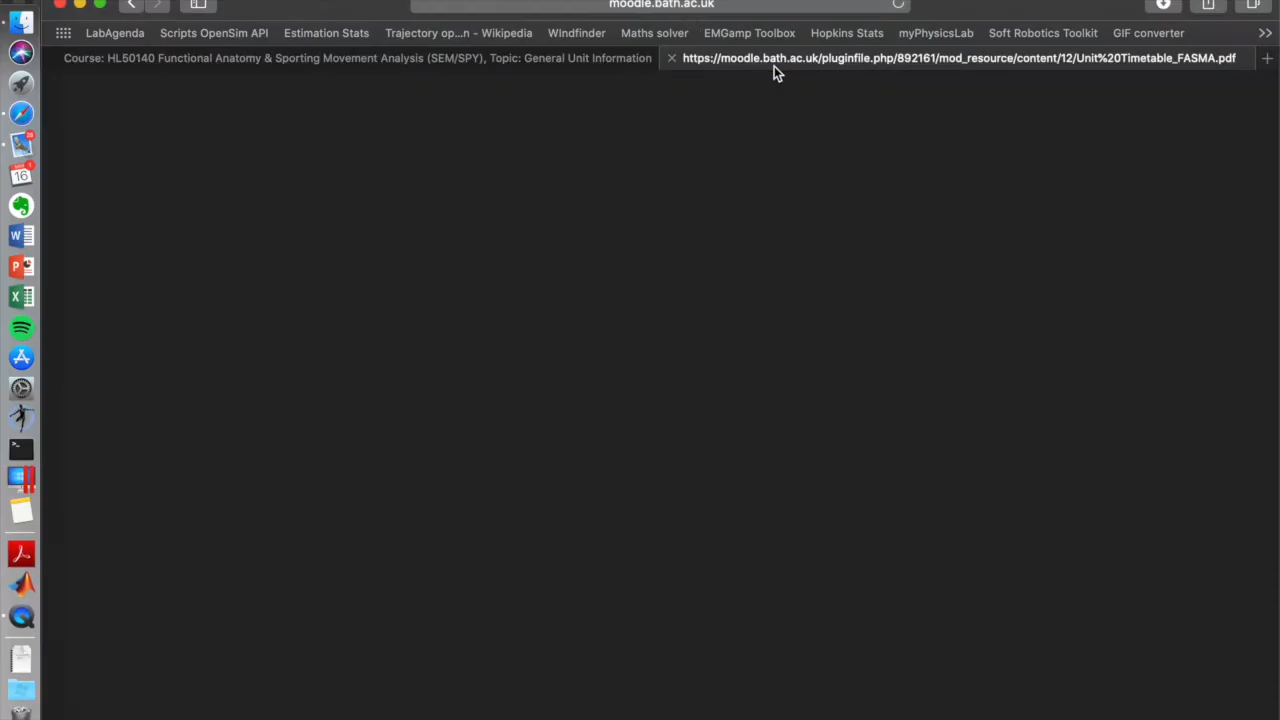 moodle.bath.ac.uk
LabAgenda Scripts OpenSim API Estimation Stats Trajectory op...n - Wikipedia WIndfinder Maths solver EMGamp Toolbox Hopkins Stats myPhysicsLab Soft Robotics Toolkit GIF converter
Course: HL50140 Functional Anatomy & Sporting Movement Analysis (SEM/SPY), Topic: General Unit Information https://moodle.bath.ac.uk/pluginfile.php/892161/mod_resource/content/12/Unit%20Timetable_FASMA.pdf
16
W
P
X